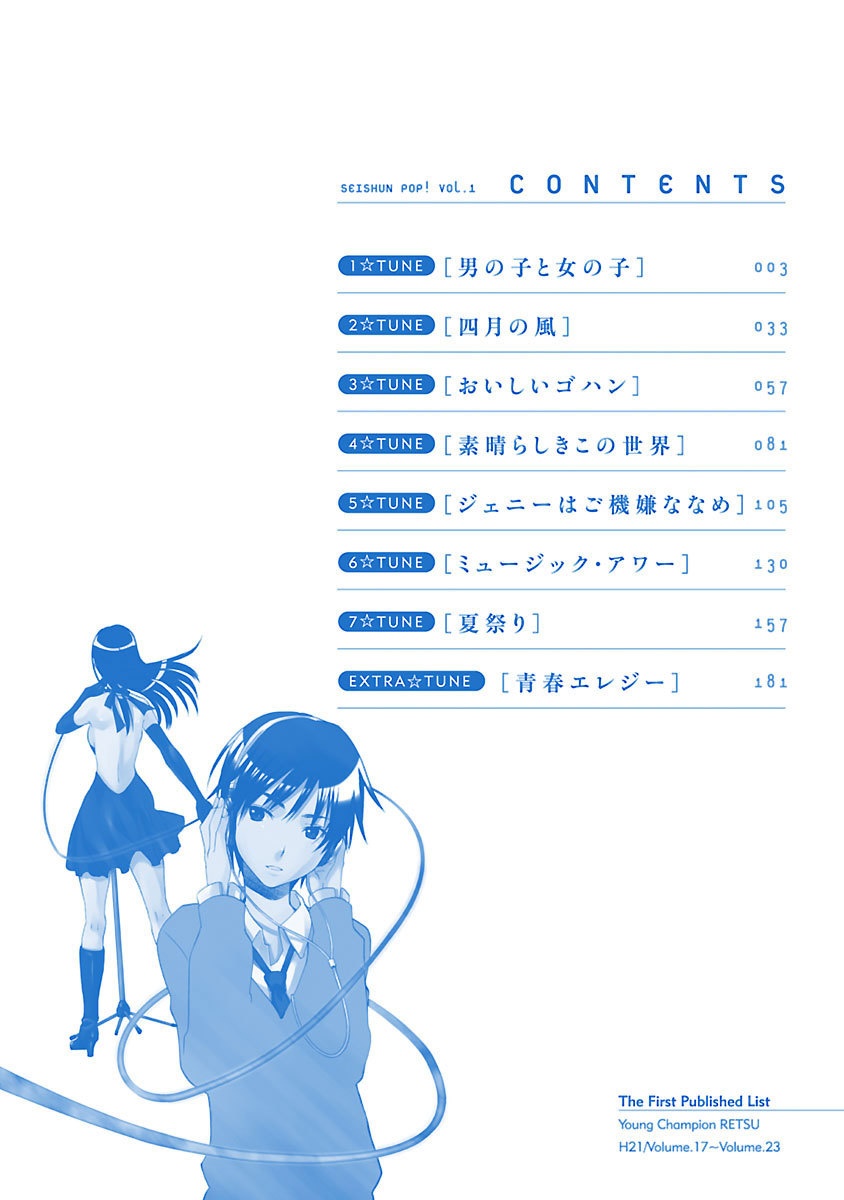 SEISHUN POP! VOL.1 CONTENTS
1☆TUNE [男の子と女の子] 003
2☆TUNE [四月の風] 033
3☆TUNE [おいしいゴハン] 057
4☆TUNE [素晴らしきこの世界] 081
5☆TUNE [ジェニーはご機嫌ななめ] 105
6☆TUNE [ミュージック・アワー] 130
7☆TUNE [夏祭り] 157
EXTRA☆TUNE [青春エレジー] 181
The First Published List
Young Champion RETSU
H21/Volume.17~Volume.23